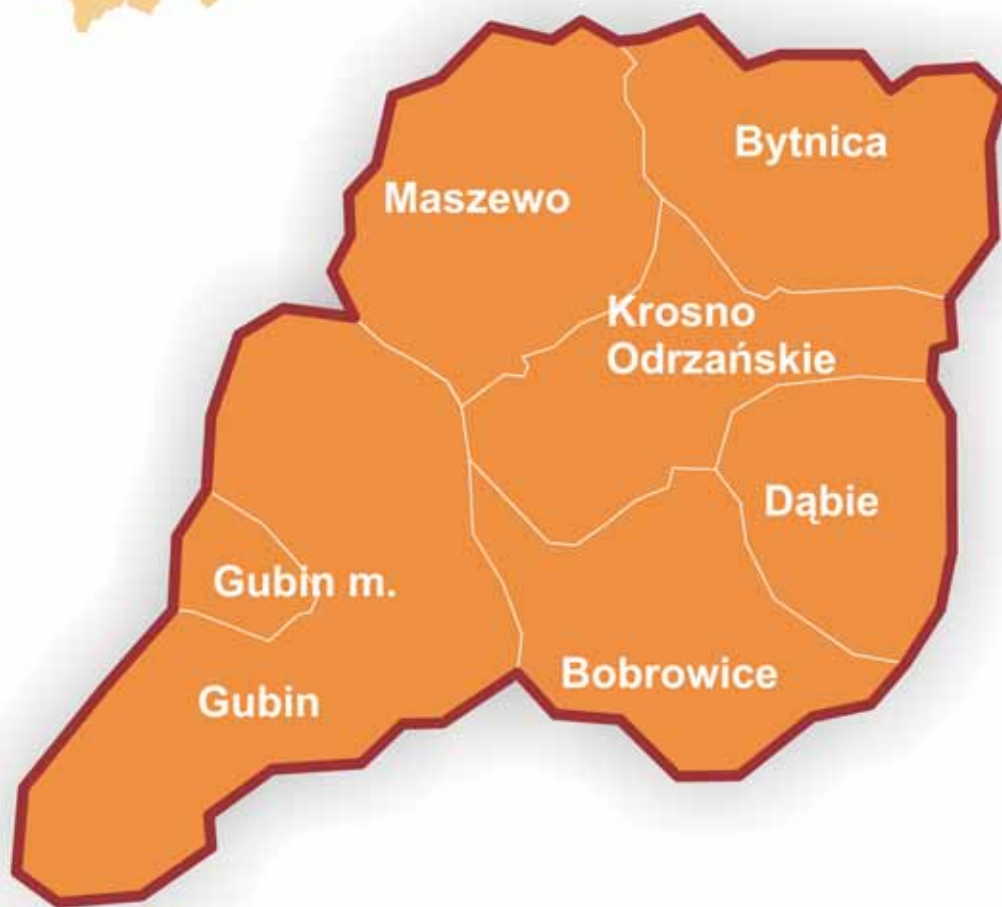 Bytnica
Maszewo
Krosno
Odrzańskie
Dąbie
Gubin m.
Bobrowice
Gubin